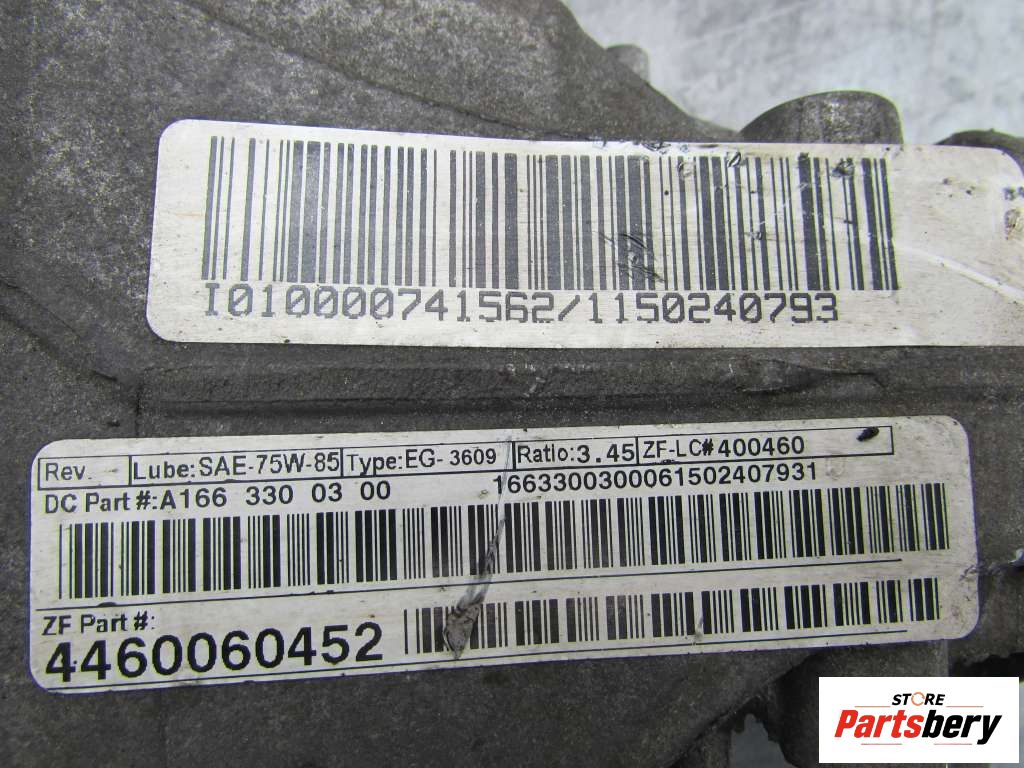 I010000741562/1150240793
Rev. Lube:SAE-75W-85 Type:EG- 3609 Ratio:3.45 ZF-LC#400460
DC Part #:A166 330 03 00 1663300300061502407931
ZF Part #:
4460060452
STORE
Partsbery